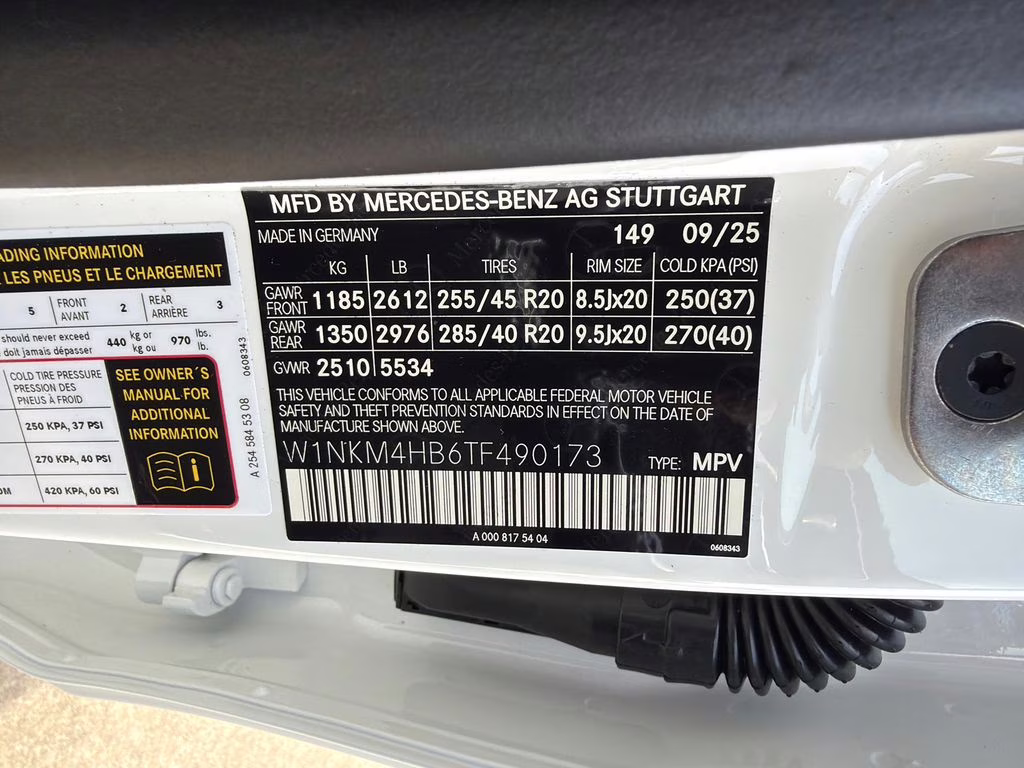 MFD BY MERCEDES-BENZ AG STUTTGART
MADE IN GERMANY 149 09/25
KG LB TIRES RIM SIZE COLD KPA(PSI)
GAWR FRONT 1185 2612 255/45 R20 8.5Jx20 250(37)
GAWR REAR 1350 2976 285/40 R20 9.5Jx20 270(40)
GVWR 2510 5534
THIS VEHICLE CONFORMS TO ALL APPLICABLE FEDERAL MOTOR VEHICLE
SAFETY AND THEFT PREVENTION STANDARDS IN EFFECT ON THE DATE OF
MANUFACTURE SHOWN ABOVE.
W1NKM4HB6TF490173 TYPE: MPV
A 000 817 54 04
0608343
INFORMATION
LES PNEUS ET LE CHARGEMENT
5 FRONT AVANT 2 REAR ARRIÈRE 3
should never exceed 440 kg or 970 lbs.
doit jamais dépasser kg ou lb.
COLD TIRE PRESSURE
PRESSION DES
PNEUS À FROID
250 KPA, 37 PSI
270 KPA, 40 PSI
420 KPA, 60 PSI
SEE OWNER´S
MANUAL FOR
ADDITIONAL
INFORMATION
i
0608343
A 254 584 53 08